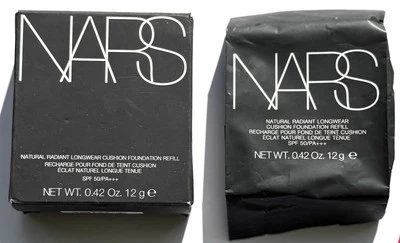 NARS
NATURAL RADIANT LONGWEAR CUSHION FOUNDATION REFILL
RECHARGE POUR FOND DE TEINT CUSHION
ÉCLAT NATUREL LONGUE TENUE
SPF 50/PA+++
NET WT. 0.42 Oz. 12 g ℮
NARS
NATURAL RADIANT LONGWEAR
CUSHION FOUNDATION REFILL
RECHARGE POUR FOND DE TEINT CUSHION
ÉCLAT NATUREL LONGUE TENUE
SPF 50/PA+++
NET WT. 0.42 Oz. 12 g ℮